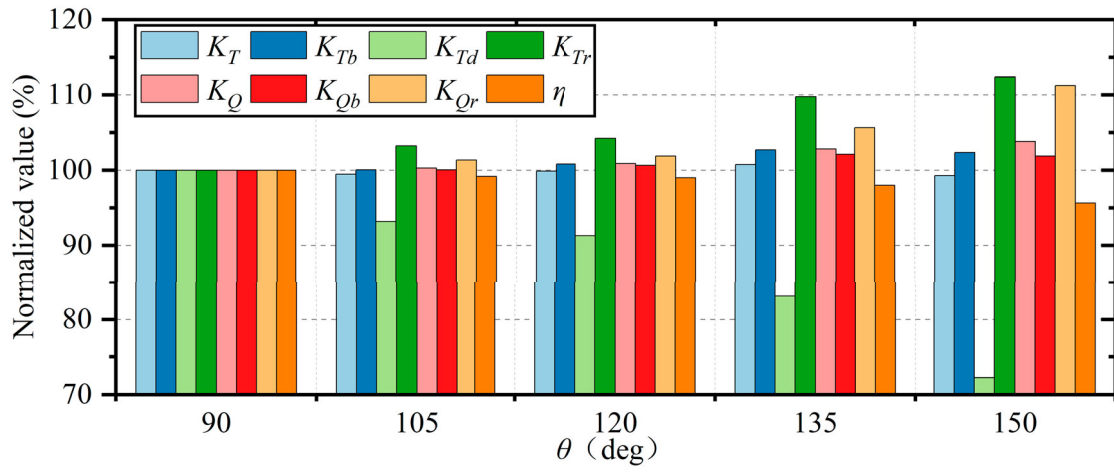 120
110
100
90
80
70
Normalized value (%)
K_T K_Tb K_Td K_Tr
K_Q K_Qb K_Qr η
90 105 120 135 150
θ（deg）